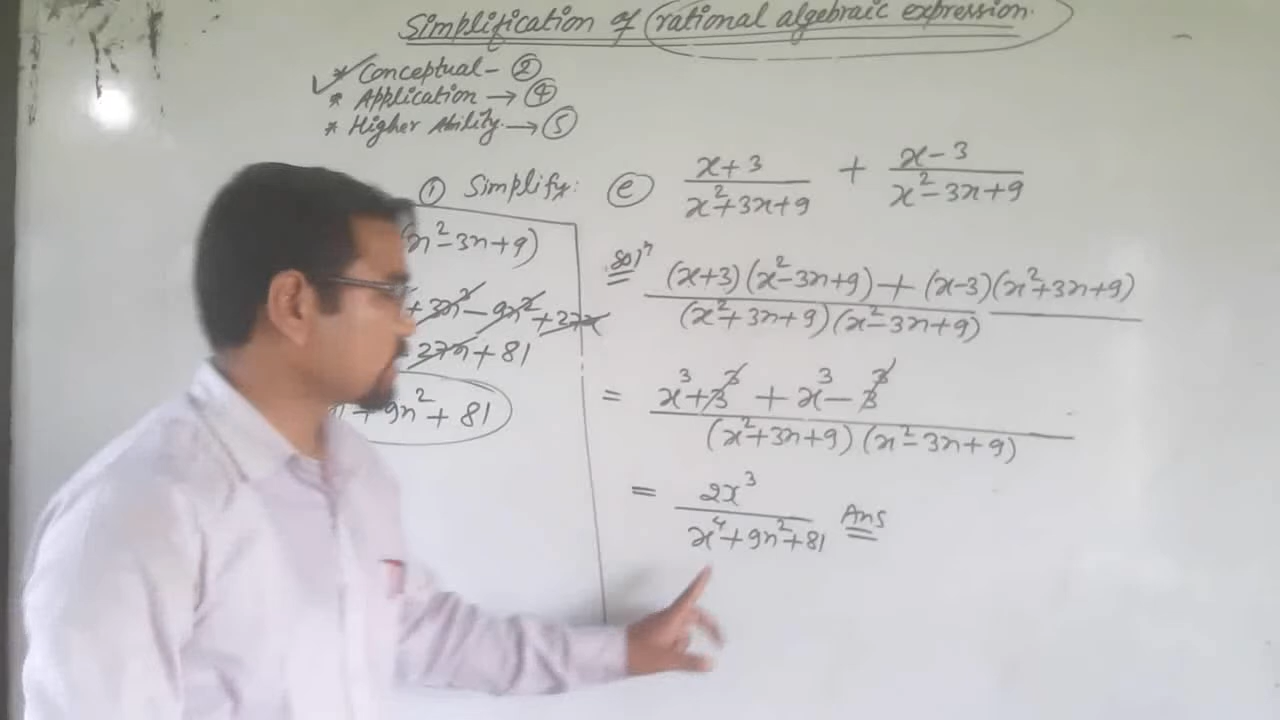 Simplification of rational algebraic expression.
* Conceptual - ②
* Application → ④
* Higher Ability. → ⑤
① Simplify: ⓔ (x+3)/(x²+3x+9) + (x-3)/(x²-3x+9)
(x²-3x+9)
+3x³-9x²+27x
27x+81
+9x²+81
Solⁿ ((x+3)(x²-3x+9)+(x-3)(x²+3x+9))/((x²+3x+9)(x²-3x+9))
= (x³+3³+x³-3³)/((x²+3x+9)(x²-3x+9))
= 2x³/(x⁴+9x²+81) Ans